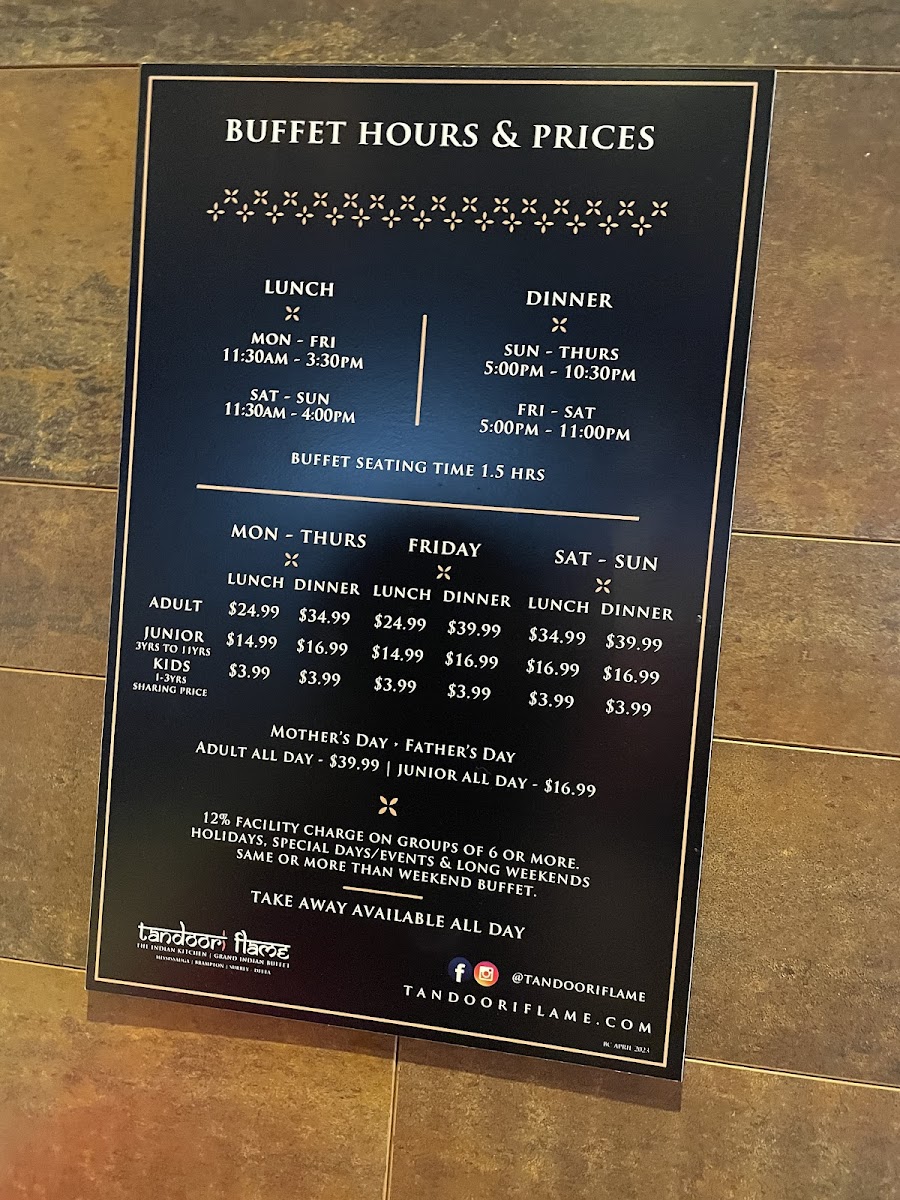 BUFFET HOURS & PRICES
LUNCH
MON - FRI
11:30AM - 3:30PM
SAT - SUN
11:30AM - 4:00PM
DINNER
SUN - THURS
5:00PM - 10:30PM
FRI - SAT
5:00PM - 11:00PM
BUFFET SEATING TIME 1.5 HRS
MON - THURS FRIDAY SAT - SUN
LUNCH DINNER LUNCH DINNER LUNCH DINNER
ADULT $24.99 $34.99 $24.99 $39.99 $34.99 $39.99
JUNIOR $14.99 $16.99 $14.99 $16.99 $16.99 $16.99
3YRS TO 11YRS
KIDS $3.99 $3.99 $3.99 $3.99 $3.99 $3.99
1-3YRS
SHARING PRICE
MOTHER'S DAY · FATHER'S DAY
ADULT ALL DAY - $39.99 | JUNIOR ALL DAY - $16.99
12% FACILITY CHARGE ON GROUPS OF 6 OR MORE.
HOLIDAYS, SPECIAL DAYS/EVENTS & LONG WEEKENDS
SAME OR MORE THAN WEEKEND BUFFET.
TAKE AWAY AVAILABLE ALL DAY
tandoori flame
THE INDIAN KITCHEN | GRAND INDIAN BUFFET
MISSISSAUGA | BRAMPTON | SURREY · DELTA
@TANDOORIFLAME
TANDOORIFLAME.COM
BC APRIL 2023